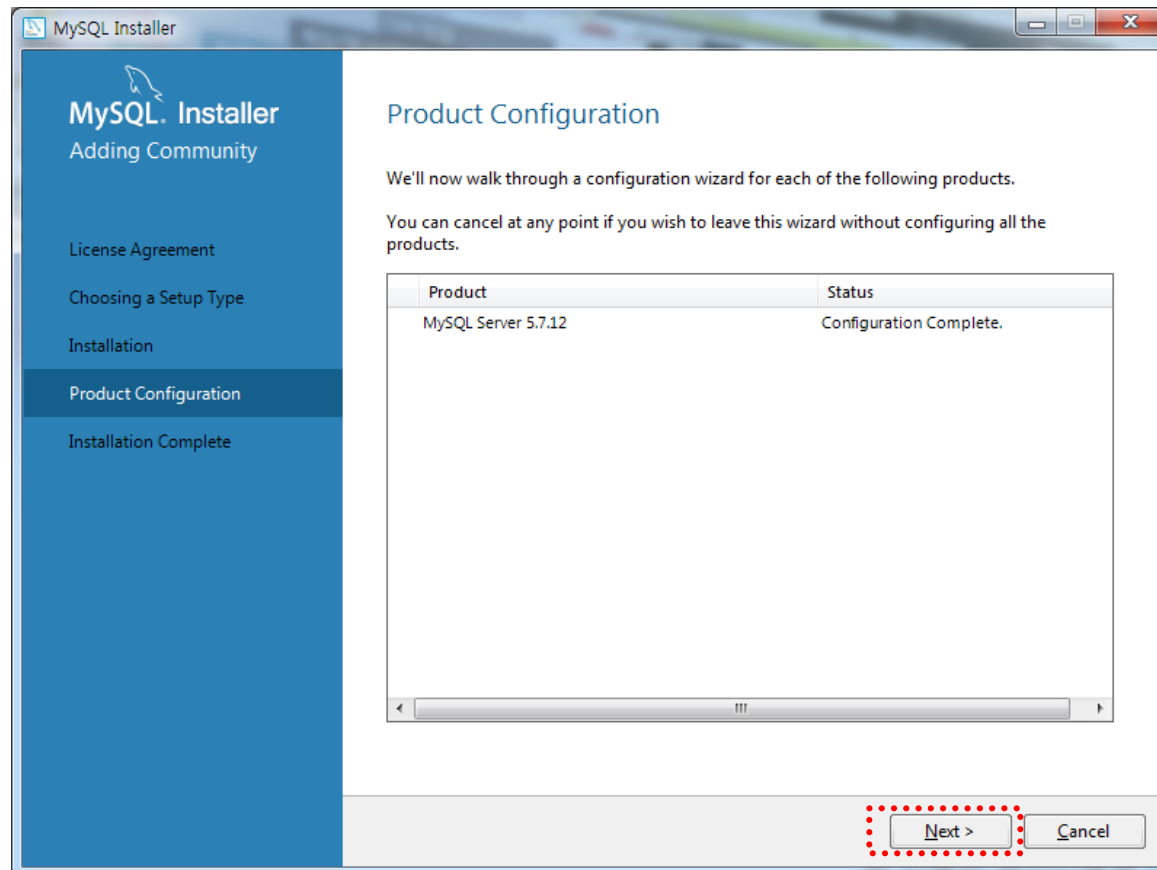 MySQL Installer
MySQL. Installer
Adding Community
License Agreement
Choosing a Setup Type
Installation
Product Configuration
Installation Complete
Product Configuration
We'll now walk through a configuration wizard for each of the following products.
You can cancel at any point if you wish to leave this wizard without configuring all the
products.
Product Status
MySQL Server 5.7.12 Configuration Complete.
Next > Cancel